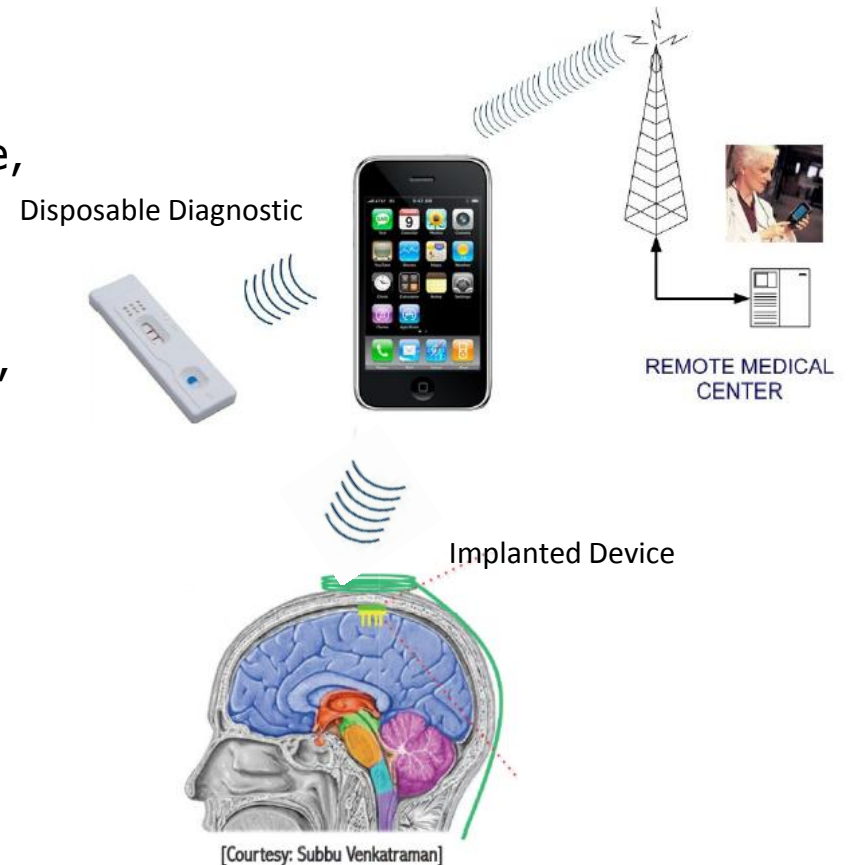 e,
Disposable Diagnostic
,
REMOTE MEDICAL
CENTER
Implanted Device
[Courtesy: Subbu Venkatraman]